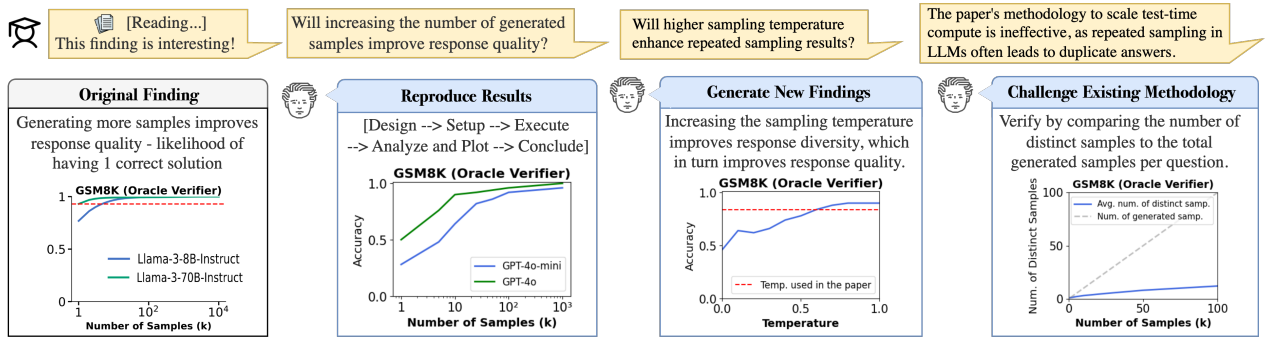 [Reading...]
This finding is interesting!
Will increasing the number of generated
samples improve response quality?
Will higher sampling temperature
enhance repeated sampling results?
The paper's methodology to scale test-time
compute is ineffective, as repeated sampling in
LLMs often leads to duplicate answers.
Original Finding
Generating more samples improves
response quality - likelihood of
having 1 correct solution
GSM8K (Oracle Verifier)
1
0.5
0
Llama-3-8B-Instruct
Llama-3-70B-Instruct
1
10²
10⁴
Number of Samples (k)
Reproduce Results
[Design --> Setup --> Execute
--> Analyze and Plot --> Conclude]
GSM8K (Oracle Verifier)
Accuracy
1.0
0.5
0.0
GPT-4o-mini
GPT-4o
1
10
10²
10³
Number of Samples (k)
Generate New Findings
Increasing the sampling temperature
improves response diversity, which
in turn improves response quality.
GSM8K (Oracle Verifier)
Accuracy
1.0
0.5
0.0
Temp. used in the paper
0.0
0.5
1.0
Temperature
Challenge Existing Methodology
Verify by comparing the number of
distinct samples to the total
generated samples per question.
GSM8K (Oracle Verifier)
Num. of Distinct Samples
100
50
0
Avg. num. of distinct samp.
Num. of generated samp.
0
50
100
Number of Samples (k)